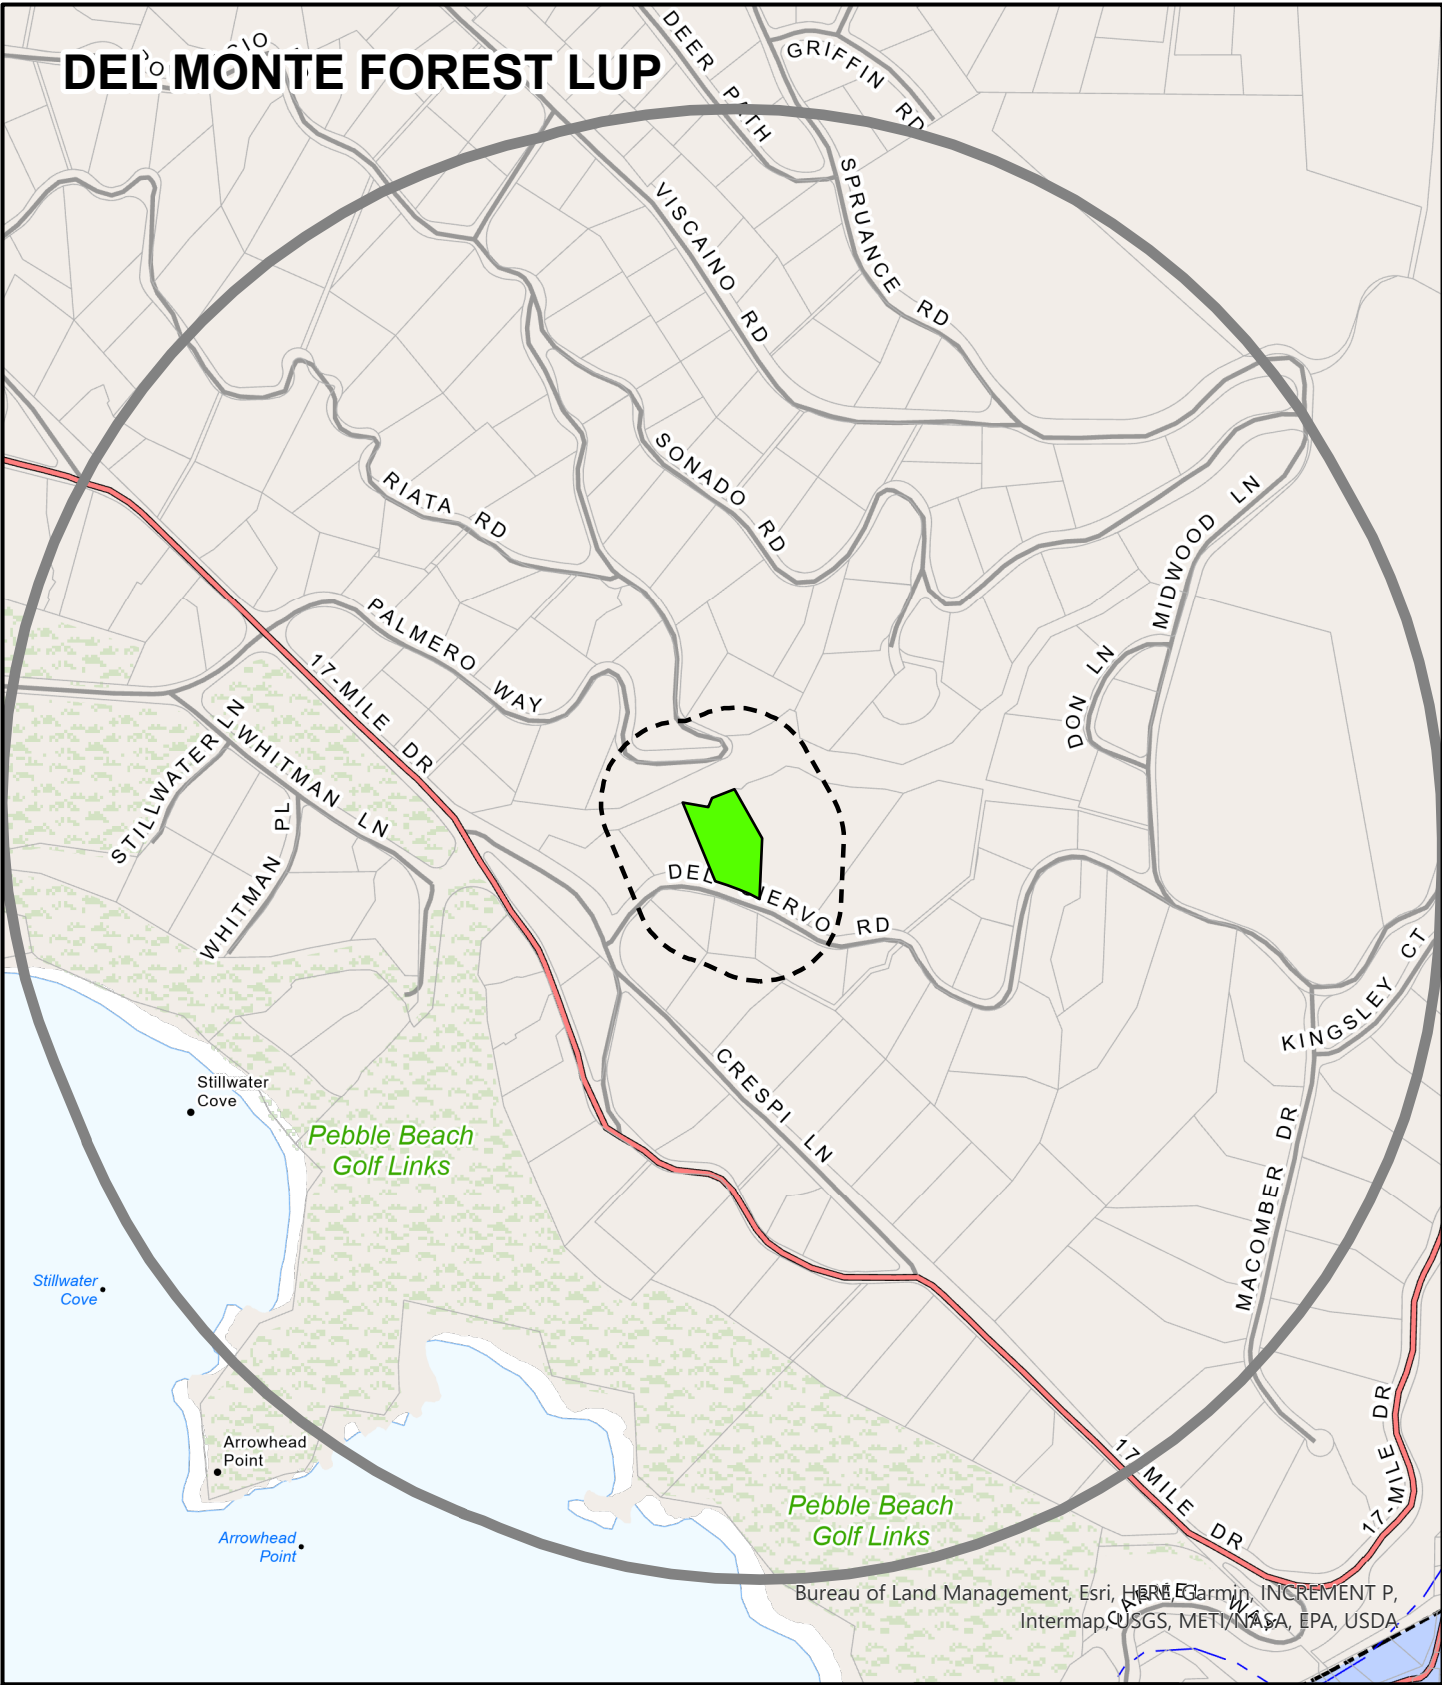 DEL MONTE FOREST LUP
DEER PATH
GRIFFIN RD
SPRUANCE RD
VISCAINO RD
SONADO RD
RIATA RD
MIDWOOD LN
PALMERO WAY
DON LN
17-MILE DR
STILLWATER LN
WHITMAN LN
WHITMAN PL
RD
KINGSLEY CT
CRESPI LN
Stillwater
Cove
Pebble Beach
Golf Links
MACOMBER DR
Stillwater
Cove
Arrowhead
Point
17-MILE DR
17-MILE DR
Pebble Beach
Golf Links
Arrowhead
Point
Bureau of Land Management, Esri, HERE, Garmin, INCREMENT P,
Intermap, USGS, METI/NASA, EPA, USDA